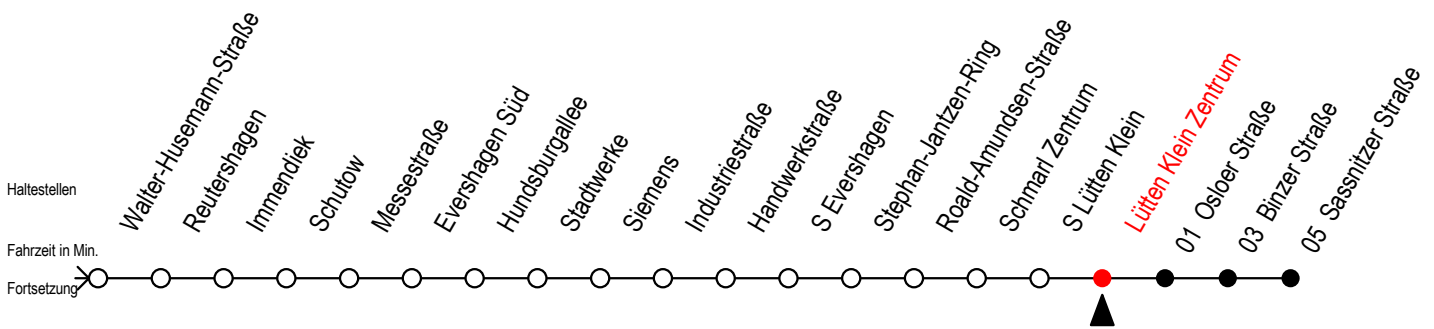 Haltestellen
Fahrzeit in Min.
Fortsetzung
Walter-Husemann-Straße
Reutershagen
Immendiek
Schutow
Messestraße
Evershagen Süd
Hundsburgallee
Stadtwerke
Siemens
Industriestraße
Handwerkstraße
S Evershagen
Stephan-Jantzen-Ring
Roald-Amundsen-Straße
Schmarl Zentrum
S Lütten Klein
Lütten Klein Zentrum
01 Osloer Straße
03 Binzer Straße
05 Sassnitzer Straße